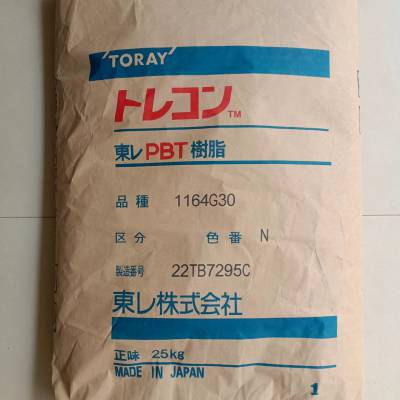 'TORAY'
トレコン™
東レPBT樹脂
品種 1164G30
区分 色番 N
製造番号 22TB7295C
東レ株式会社
正味 25kg
MADE IN JAPAN
1